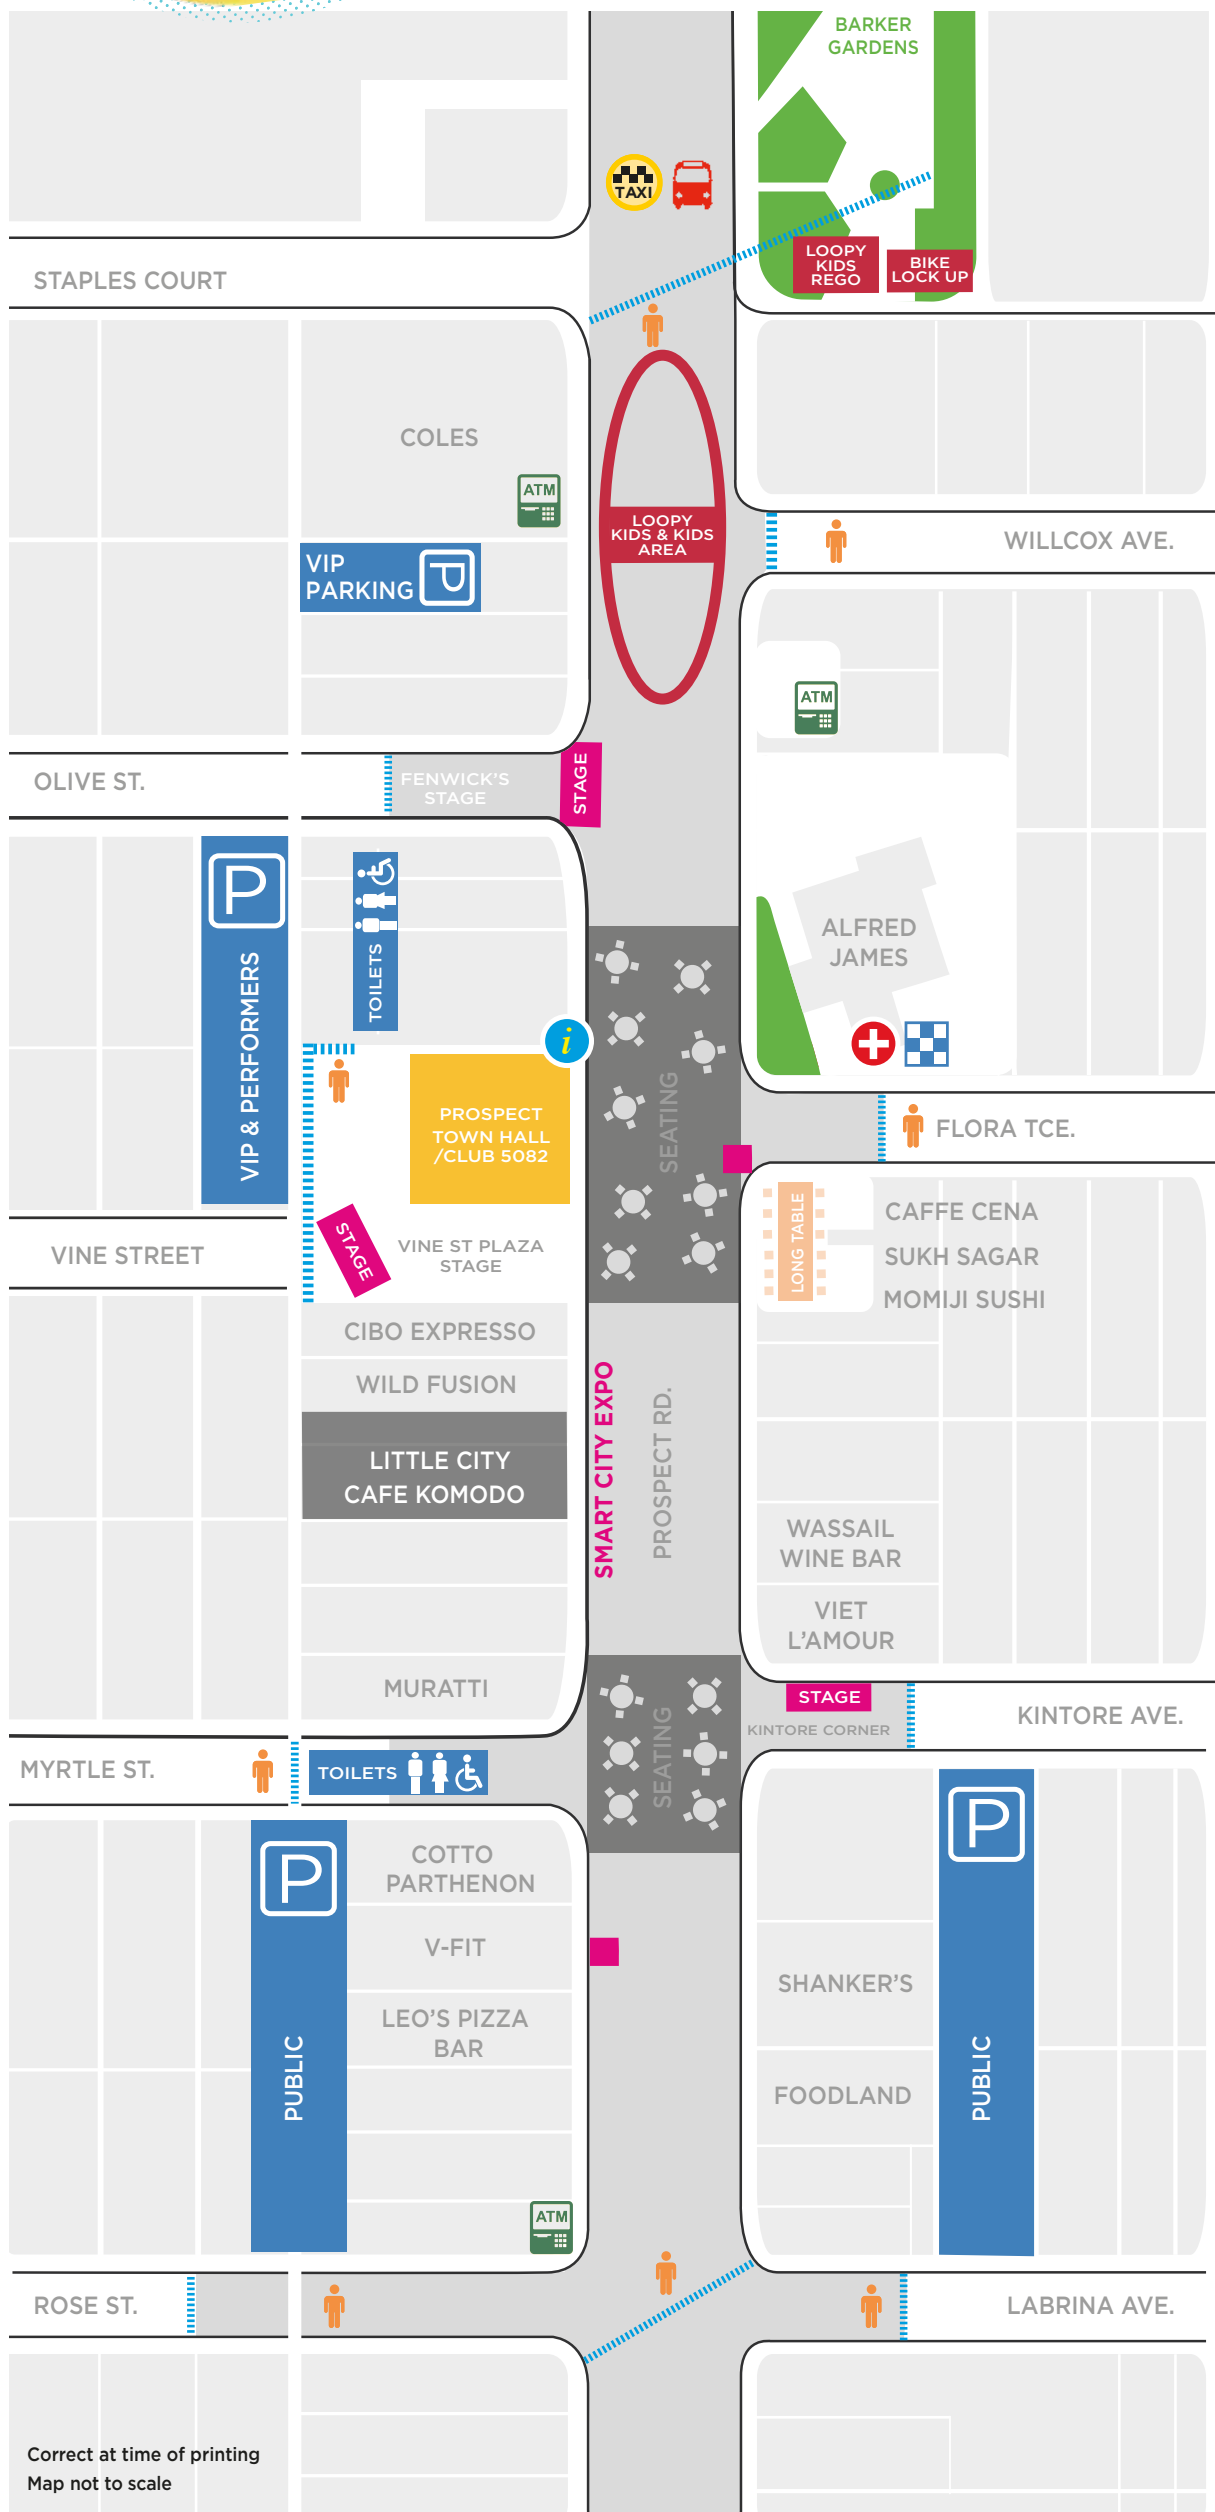 BARKER
GARDENS
TAXI
LOOPY
KIDS
REGO
BIKE
LOCK UP
STAPLES COURT
COLES
ATM
VIP
PARKING
P
LOOPY
KIDS & KIDS
AREA
WILLCOX AVE.
ATM
OLIVE ST.
FENWICK'S
STAGE
STAGE
P
VIP & PERFORMERS
TOILETS
ALFRED
JAMES
i
PROSPECT
TOWN HALL
/CLUB 5082
SEATING
FLORA TCE.
VINE STREET
STAGE
VINE ST PLAZA
STAGE
LONG TABLE
CAFFE CENA
SUKH SAGAR
MOMIJI SUSHI
CIBO EXPRESSO
WILD FUSION
LITTLE CITY
CAFE KOMODO
SMART CITY EXPO
PROSPECT RD.
WASSAIL
WINE BAR
VIET
L'AMOUR
MURATTI
STAGE
KINTORE CORNER
KINTORE AVE.
SEATING
MYRTLE ST.
TOILETS
P
PUBLIC
COTTO
PARTHENON
V-FIT
LEO'S PIZZA
BAR
P
PUBLIC
SHANKER'S
FOODLAND
ATM
ROSE ST.
LABRINA AVE.
Correct at time of printing
Map not to scale